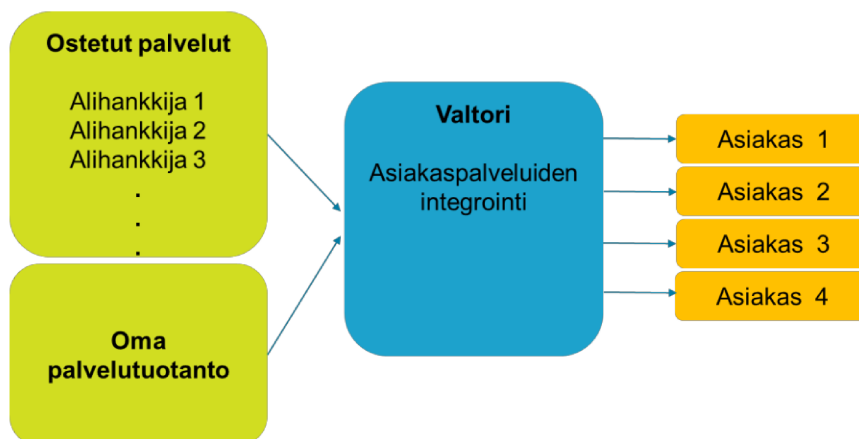 Ostetut palvelut
Alihankkija 1
Alihankkija 2
Alihankkija 3
.
.
.
Oma
palvelutuotanto
Valtori
Asiakaspalveluiden
integrointi
Asiakas 1
Asiakas 2
Asiakas 3
Asiakas 4